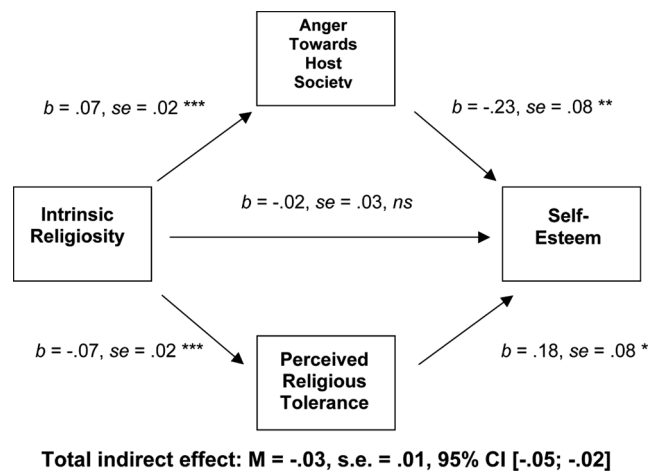 Anger
Towards
Host
Society
b = .07, se = .02 ***
b = -.23, se = .08 **
b = -.02, se = .03, ns
Intrinsic
Religiosity
Self-
Esteem
b = -.07, se = .02 ***
b = .18, se = .08 *
Perceived
Religious
Tolerance
Total indirect effect: M = -.03, s.e. = .01, 95% CI [-.05; -.02]